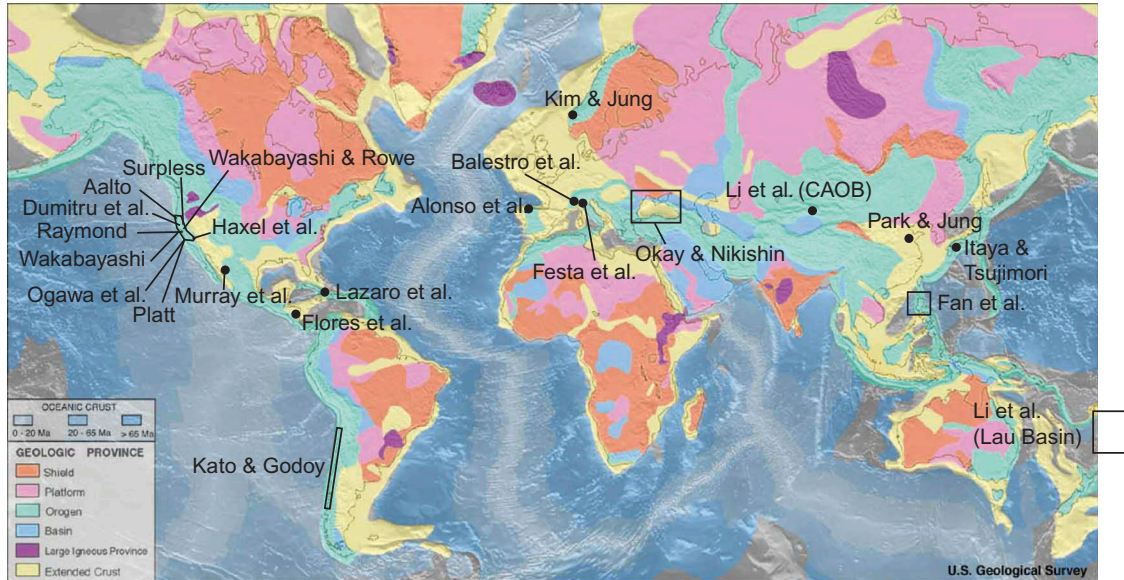 Kim & Jung
Wakabayashi & Rowe
Surpless
Aalto
Dumitru et al.
Raymond
Haxel et al.
Wakabayashi
Ogawa et al.
Platt
Murray et al.
Lazaro et al.
Flores et al.
Balestro et al.
Alonso et al.
Festa et al.
Okay & Nikishin
Li et al. (CAOB)
Park & Jung
Itaya &
Tsujimori
Fan et al.
Li et al.
(Lau Basin)
Kato & Godoy
OCEANIC CRUST
0 - 20 Ma
20 - 65 Ma
> 65 Ma
GEOLOGIC PROVINCE
Shield
Platform
Orogen
Basin
Large Igneous Province
Extended Crust
U.S. Geological Survey